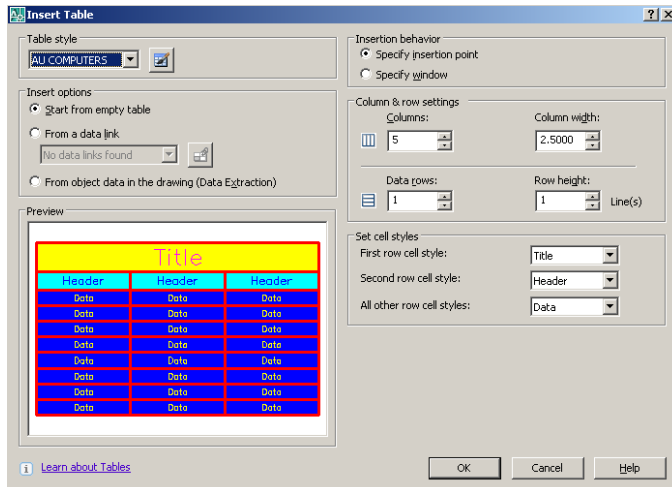 Insert Table
Table style
AU COMPUTERS
Insert options
Start from empty table
From a data link
No data links found
From object data in the drawing (Data Extraction)
Preview
Title
Header Header Header
Data Data Data
Data Data Data
Data Data Data
Data Data Data
Data Data Data
Data Data Data
Data Data Data
Data Data Data
Learn about Tables
Insertion behavior
Specify insertion point
Specify window
Column & row settings
Columns: Column width:
5 2.5000
Data rows: Row height:
1 1 Line(s)
Set cell styles
First row cell style: Title
Second row cell style: Header
All other row cell styles: Data
OK Cancel Help